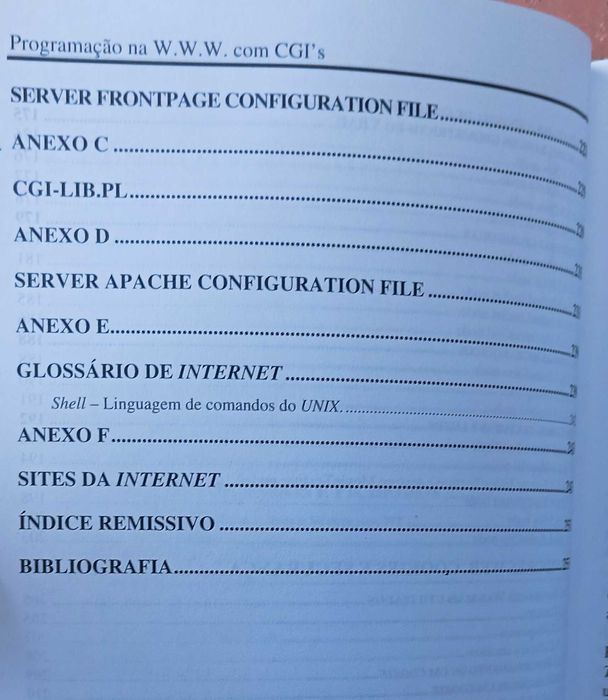 Programação na W.W.W. com CGI's
SERVER FRONTPAGE CONFIGURATION FILE
ANEXO C
CGI-LIB.PL
ANEXO D
SERVER APACHE CONFIGURATION FILE
ANEXO E
GLOSSÁRIO DE INTERNET
Shell – Linguagem de comandos do UNIX.
ANEXO F
SITES DA INTERNET
ÍNDICE REMISSIVO
BIBLIOGRAFIA